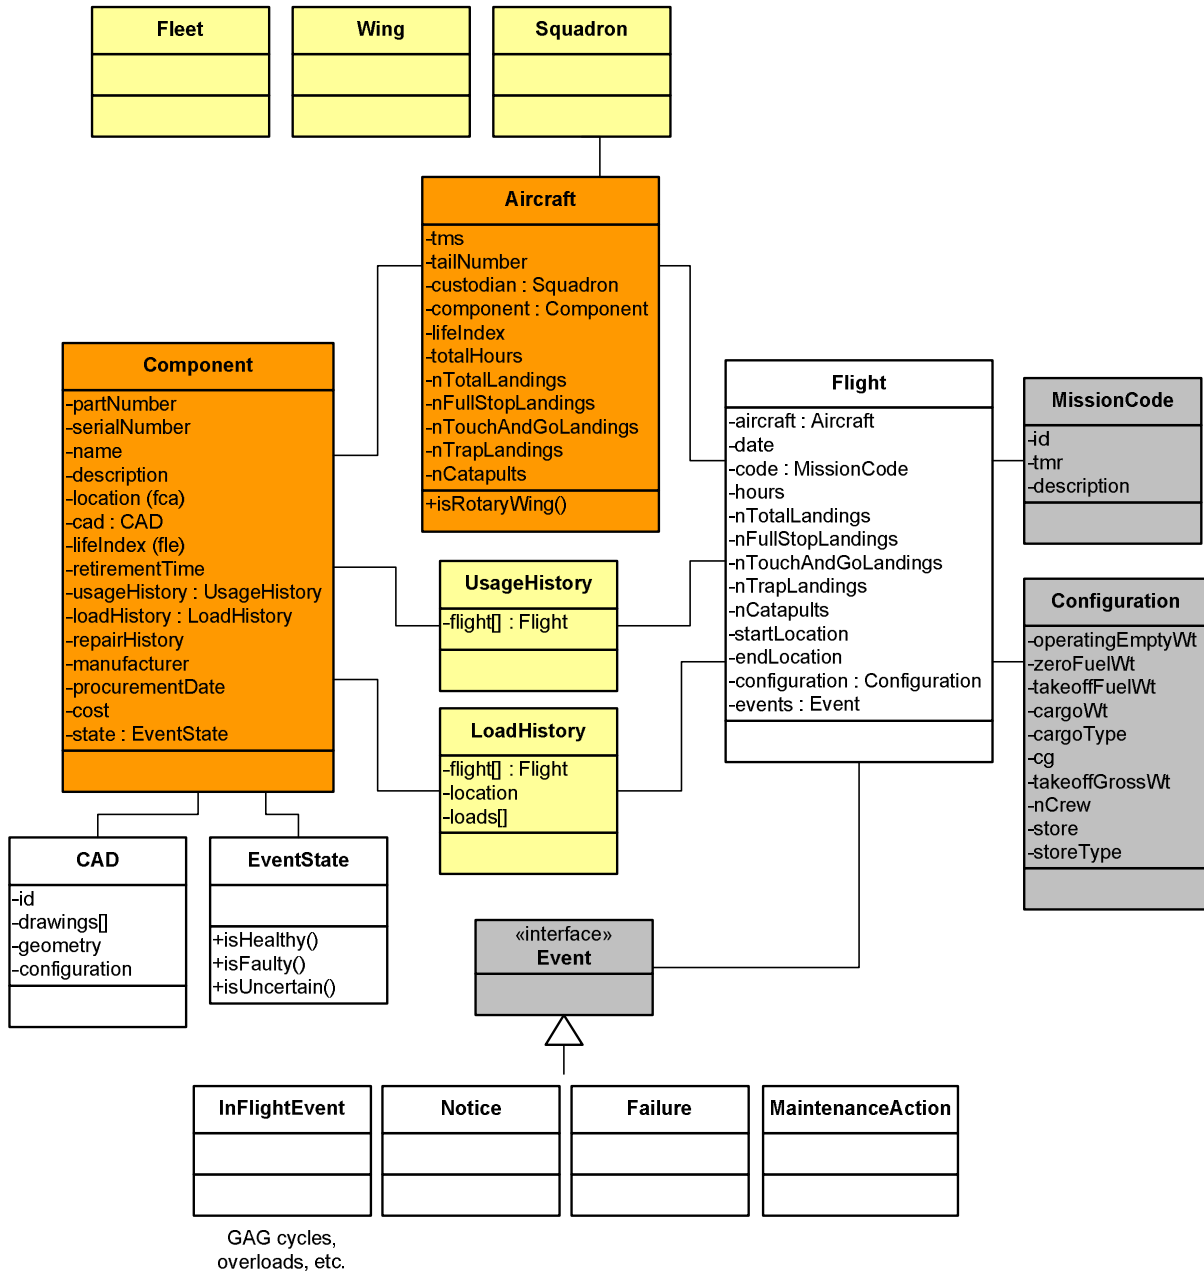 Fleet
Wing
Squadron
Aircraft
-tms
-tailNumber
-custodian : Squadron
-component : Component
-lifeIndex
-totalHours
-nTotalLandings
-nFullStopLandings
-nTouchAndGoLandings
-nTrapLandings
-nCatapults
+isRotaryWing()
Component
-partNumber
-serialNumber
-name
-description
-location (fca)
-cad : CAD
-lifeIndex (fle)
-retirementTime
-usageHistory : UsageHistory
-loadHistory : LoadHistory
-repairHistory
-manufacturer
-procurementDate
-cost
-state : EventState
Flight
-aircraft : Aircraft
-date
-code : MissionCode
-hours
-nTotalLandings
-nFullStopLandings
-nTouchAndGoLandings
-nTrapLandings
-nCatapults
-startLocation
-endLocation
-configuration : Configuration
-events : Event
MissionCode
-id
-tmr
-description
UsageHistory
-flight[] : Flight
Configuration
-operatingEmptyWt
-zeroFuelWt
-takeoffFuelWt
-cargoWt
-cargoType
-cg
-takeoffGrossWt
-nCrew
-store
-storeType
LoadHistory
-flight[] : Flight
-location
-loads[]
CAD
-id
-drawings[]
-geometry
-configuration
EventState
+isHealthy()
+isFaulty()
+isUncertain()
«interface»
Event
InFlightEvent
Notice
Failure
MaintenanceAction
GAG cycles,
overloads, etc.